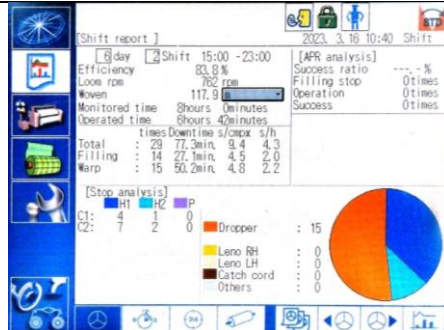 [Shift report ]
2023. 3.16 10:40 Shift
6 day 2 Shift 15:00 -23:00
Efficiency 83.8 %
Loom rpm 762 rpm
Woven 117.9
Monitored time 8hours 0minutes
Operated time 6hours 42minutes
[APR analysis]
Success ratio ---.-%
Filling stop 0times
Operation 0times
Success 0times
times Downtime s/cmpx s/h
Total : 29 77.3min. 9.4 4.3
Filling : 14 27.1min. 4.5 2.0
Warp : 15 50.2min. 4.8 2.2
[Stop analysis]
H1 H2 P
C1: 4 1 0
C2: 7 2 0
Dropper : 15
Leno RH : 0
Leno LH : 0
Catch cord : 0
Others : 0